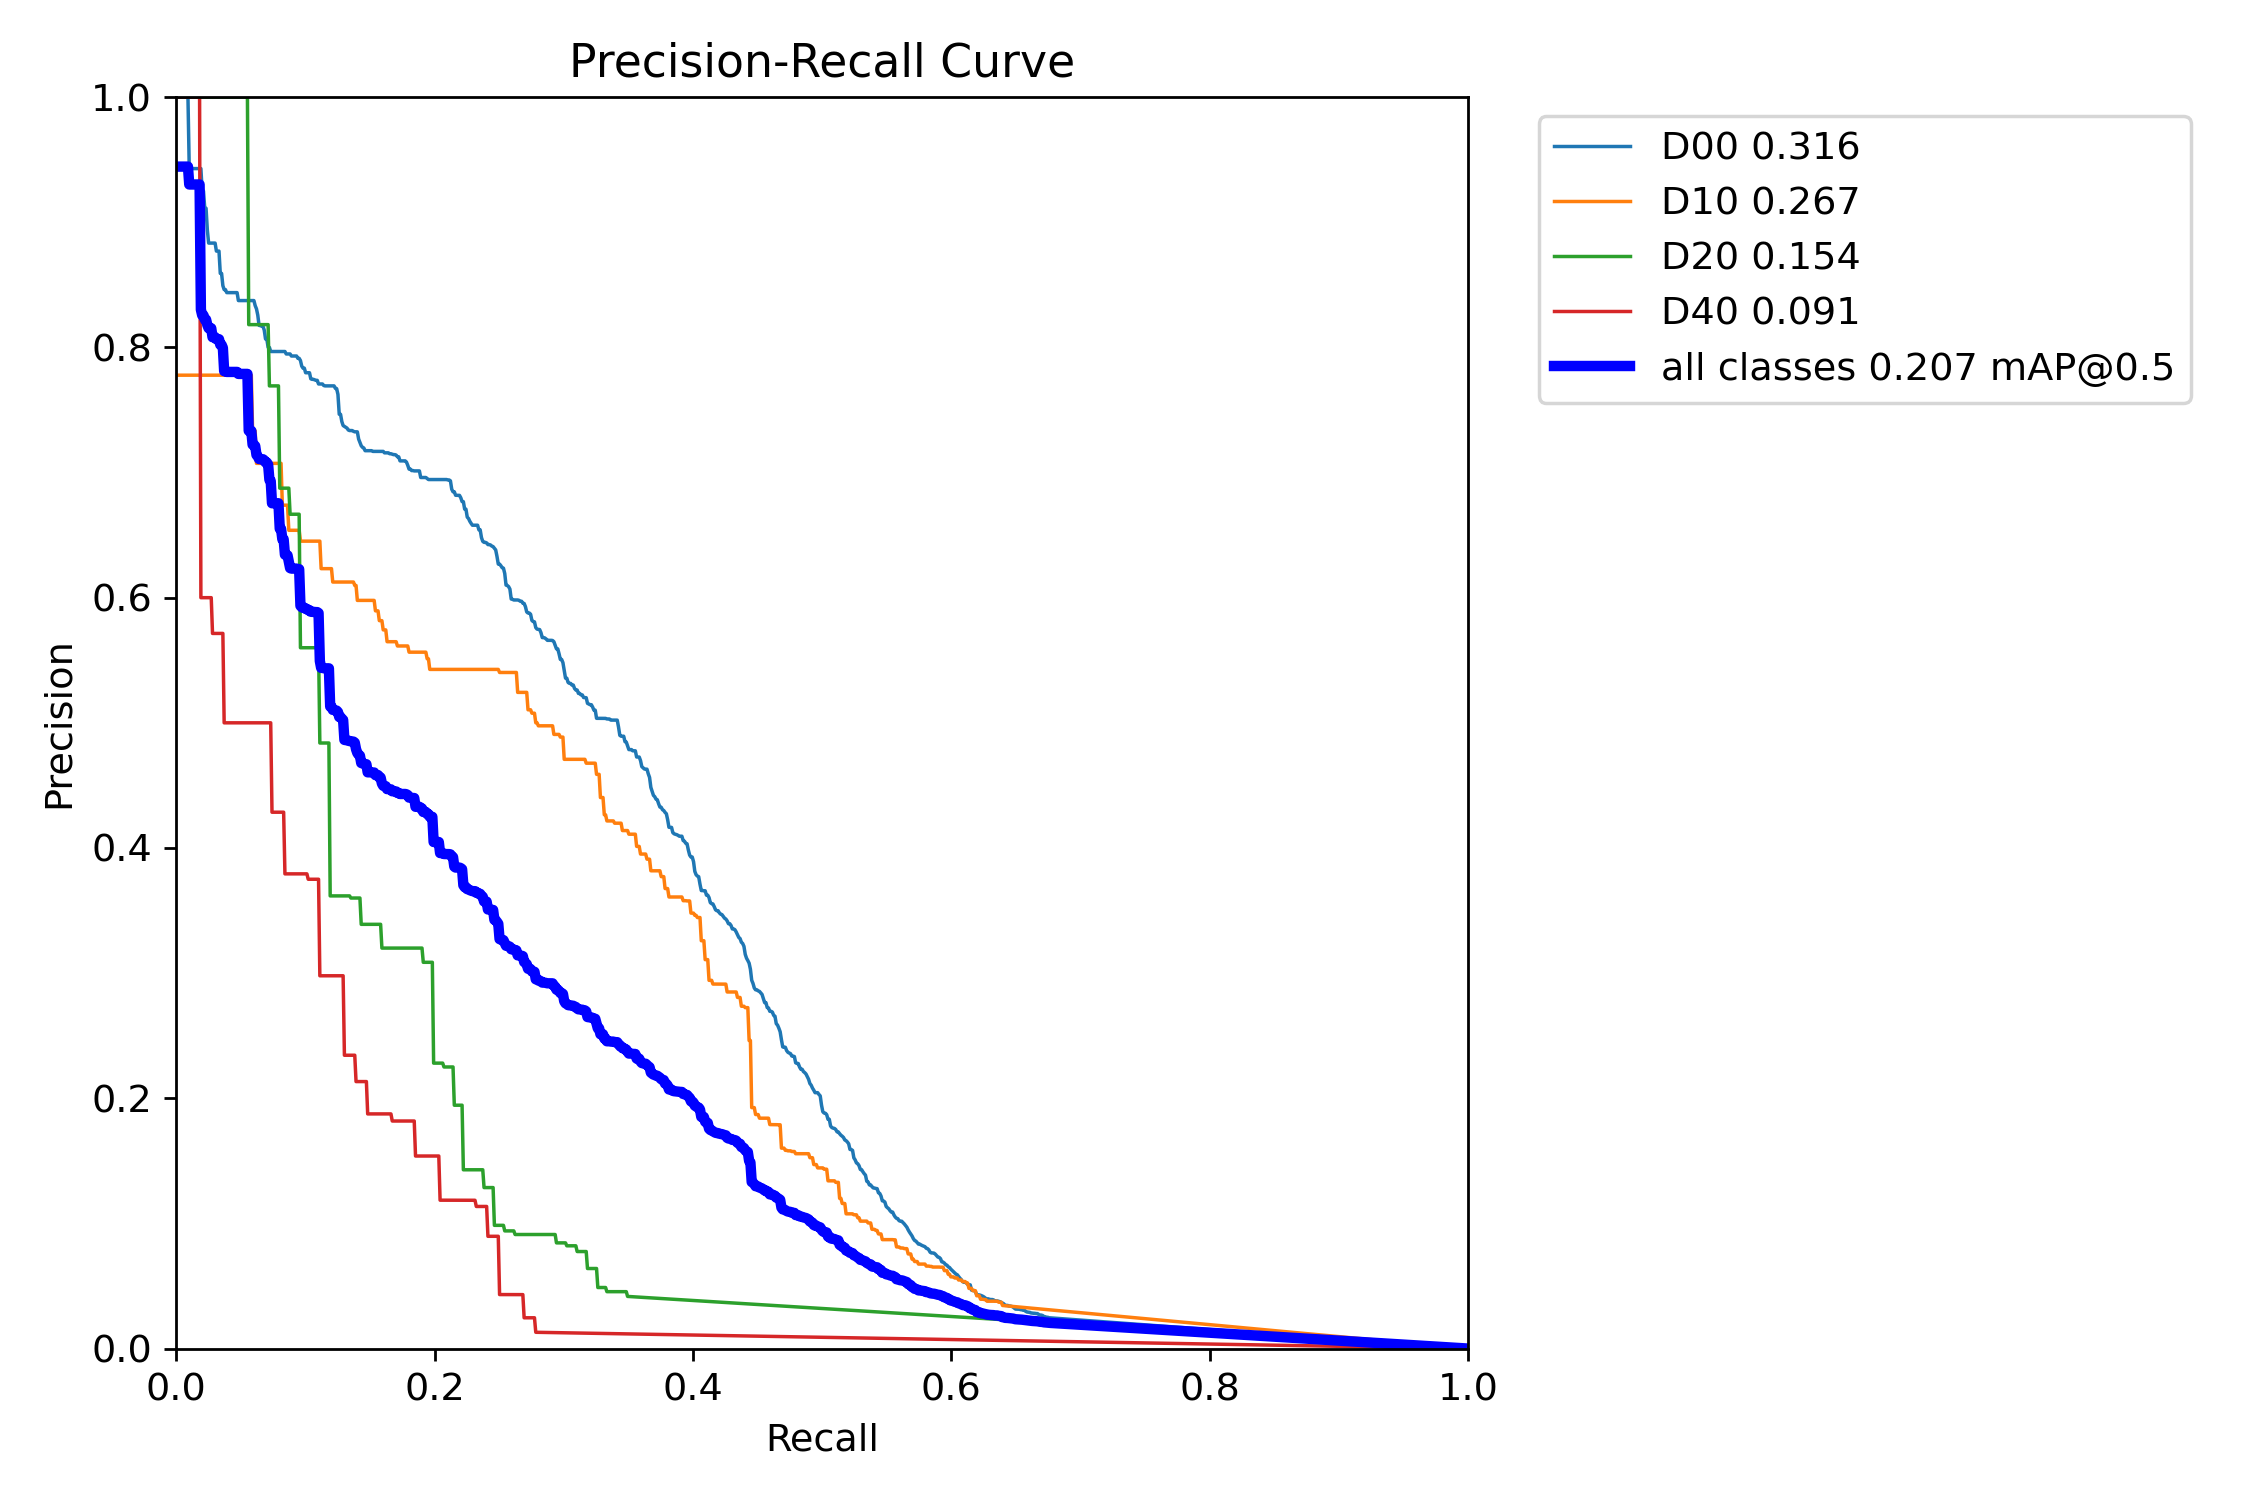 Precision-Recall Curve
1.0
0.8
0.6
0.4
0.2
0.0
Precision
0.0 0.2 0.4 0.6 0.8 1.0
Recall
D00 0.316
D10 0.267
D20 0.154
D40 0.091
all classes 0.207 mAP@0.5